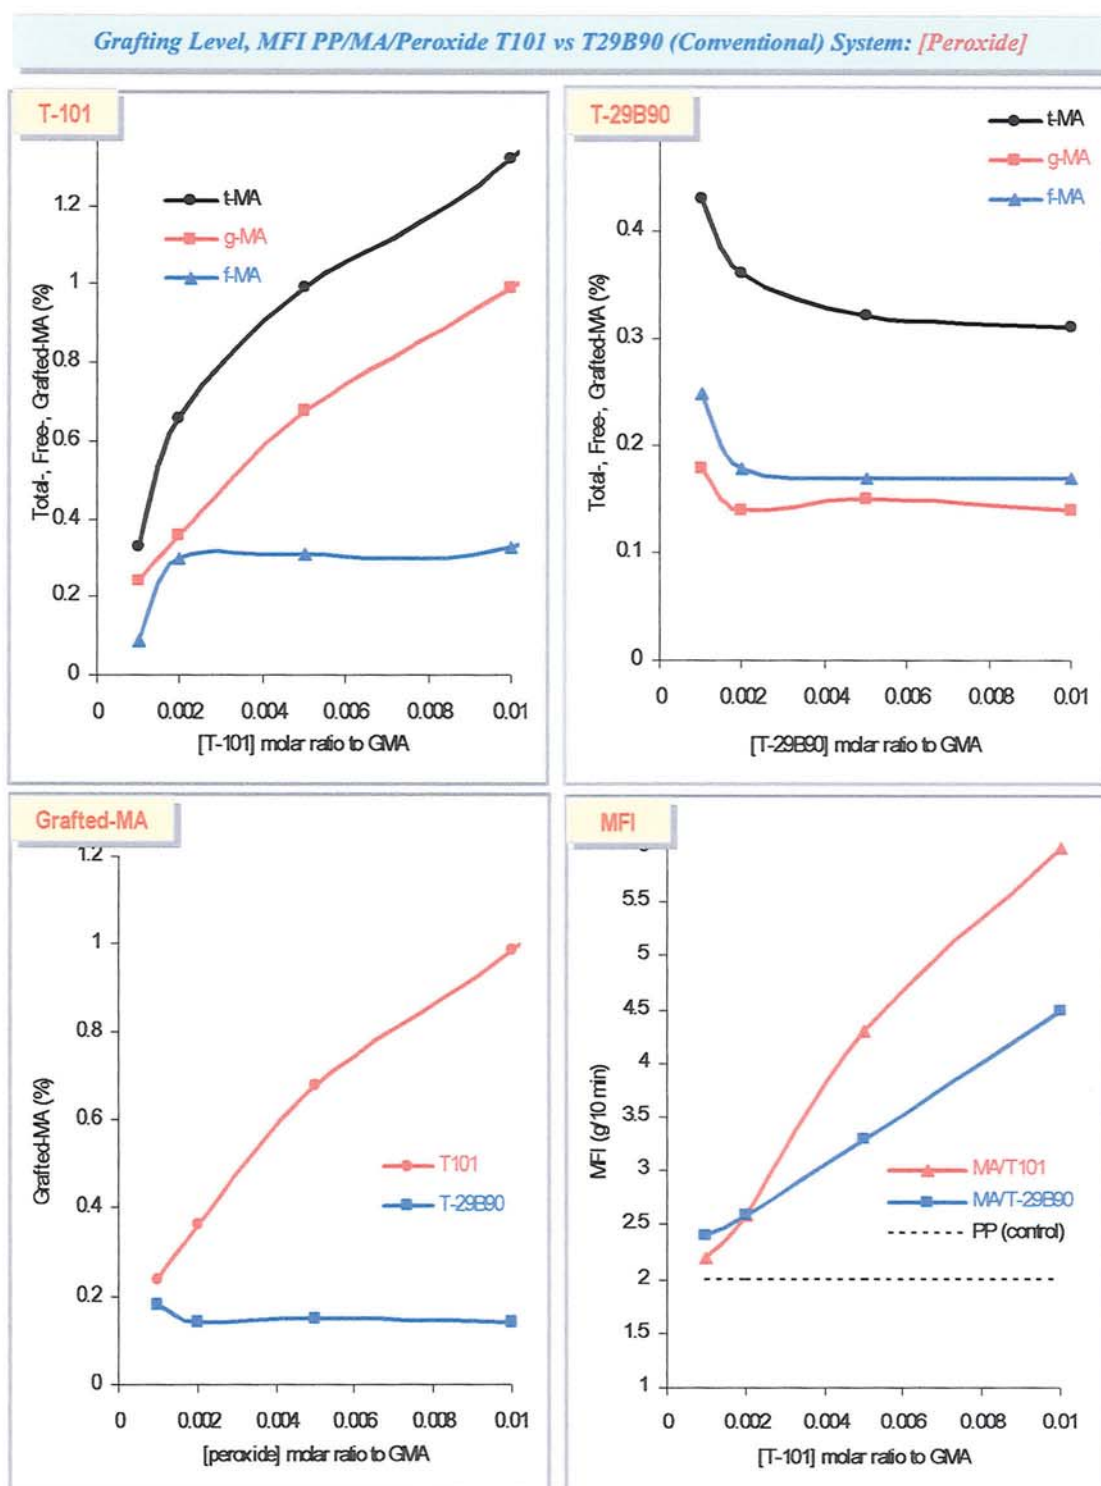 Grafting Level, MFI PP/MA/Peroxide T101 vs T29B90 (Conventional) System: [Peroxide]
T-101
t-MA
g-MA
f-MA
Total-, Free-, Grafted-MA (%)
1.2
1
0.8
0.6
0.4
0.2
0
0 0.002 0.004 0.006 0.008 0.01
[T-101] molar ratio to GMA
T-29B90
t-MA
g-MA
f-MA
Total-, Free-, Grafted-MA (%)
0.4
0.3
0.2
0.1
0
0 0.002 0.004 0.006 0.008 0.01
[T-29B90] molar ratio to GMA
Grafted-MA
1.2
1
0.8
0.6
0.4
0.2
0
Grafted-MA (%)
T101
T-29B90
0 0.002 0.004 0.006 0.008 0.01
[peroxide] molar ratio to GMA
MFI
5.5
5
4.5
4
3.5
3
2.5
2
1.5
1
MFI (g/10 min)
MA/T101
MA/T-29B90
PP (control)
0 0.002 0.004 0.006 0.008 0.01
[T-101] molar ratio to GMA